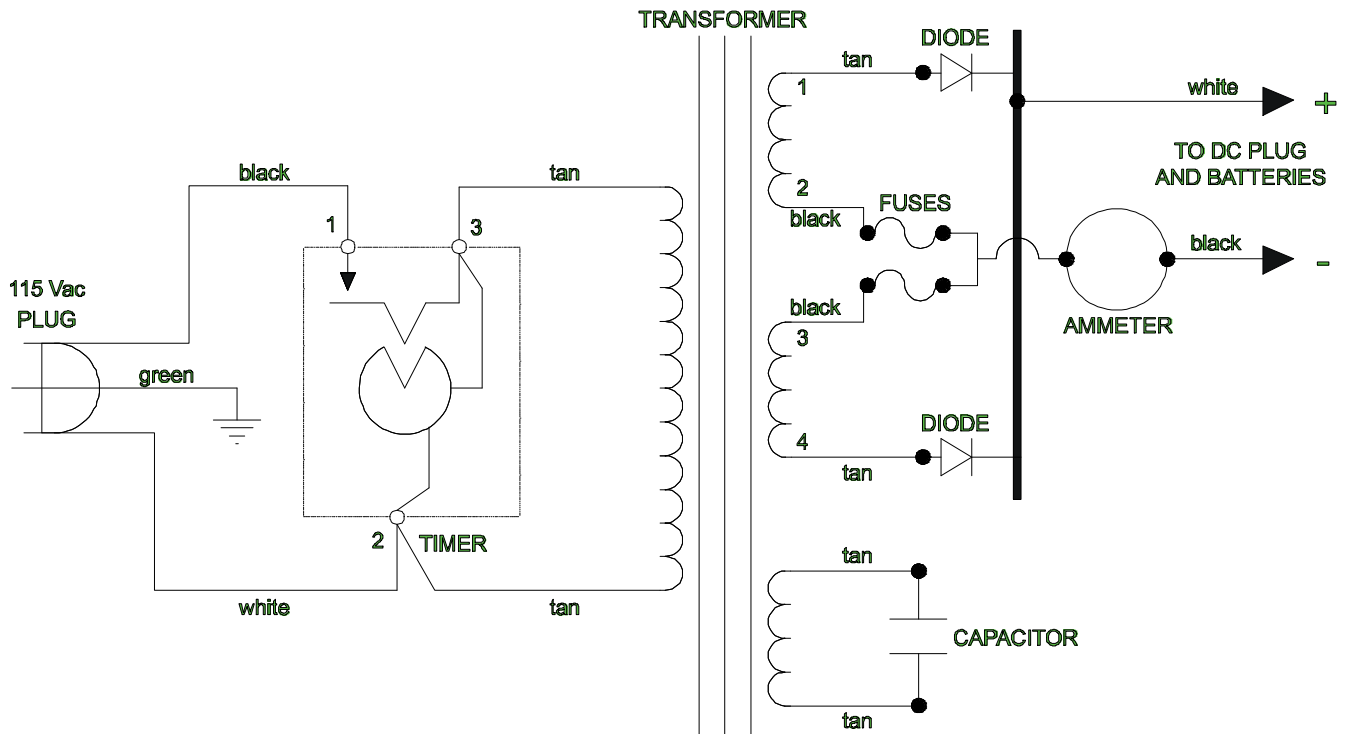 TRANSFORMER
DIODE
tan
1
white
+
TO DC PLUG
AND BATTERIES
black
tan
2
black
FUSES
1
3
black
-
115 Vac
PLUG
black
3
AMMETER
green
DIODE
4
tan
2
TIMER
tan
white
tan
CAPACITOR
tan